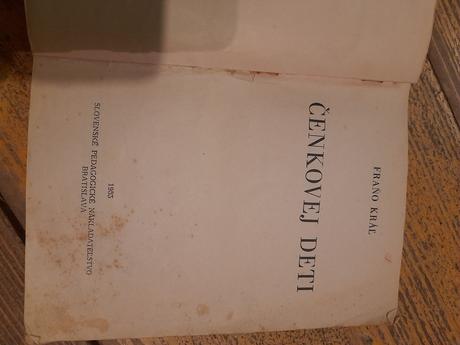 FRAŇO KRÁĽ
ČENKOVEJ DETI
1953
SLOVENSKÉ PEDAGOGICKÉ NAKLADATEĽSTVO
BRATISLAVA